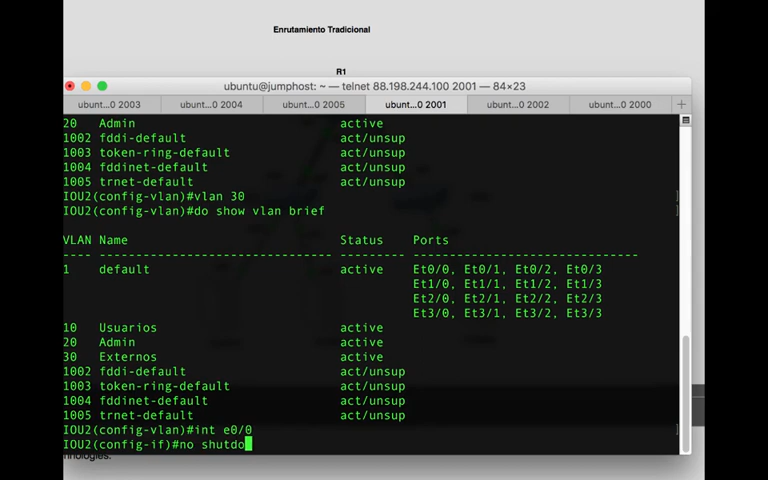 Enrutamiento Tradicional
R1
ubuntu@jumphost: ~ — telnet 88.198.244.100 2001 — 84×23
ubunt...0 2003 ubunt...0 2004 ubunt...0 2005 ubunt...0 2001 ubunt...0 2002 ubunt...0 2000 +
20 Admin active
1002 fddi-default act/unsup
1003 token-ring-default act/unsup
1004 fddinet-default act/unsup
1005 trnet-default act/unsup
IOU2(config-vlan)#vlan 30 ]
IOU2(config-vlan)#do show vlan brief ]
VLAN Name Status Ports
---- -------------------------------- --------- -------------------------------
1 default active Et0/0, Et0/1, Et0/2, Et0/3
Et1/0, Et1/1, Et1/2, Et1/3
Et2/0, Et2/1, Et2/2, Et2/3
Et3/0, Et3/1, Et3/2, Et3/3
10 Usuarios active
20 Admin active
30 Externos active
1002 fddi-default act/unsup
1003 token-ring-default act/unsup
1004 fddinet-default act/unsup
1005 trnet-default act/unsup
IOU2(config-vlan)#int e0/0 ]
IOU2(config-if)#no shutdo
hnologies.